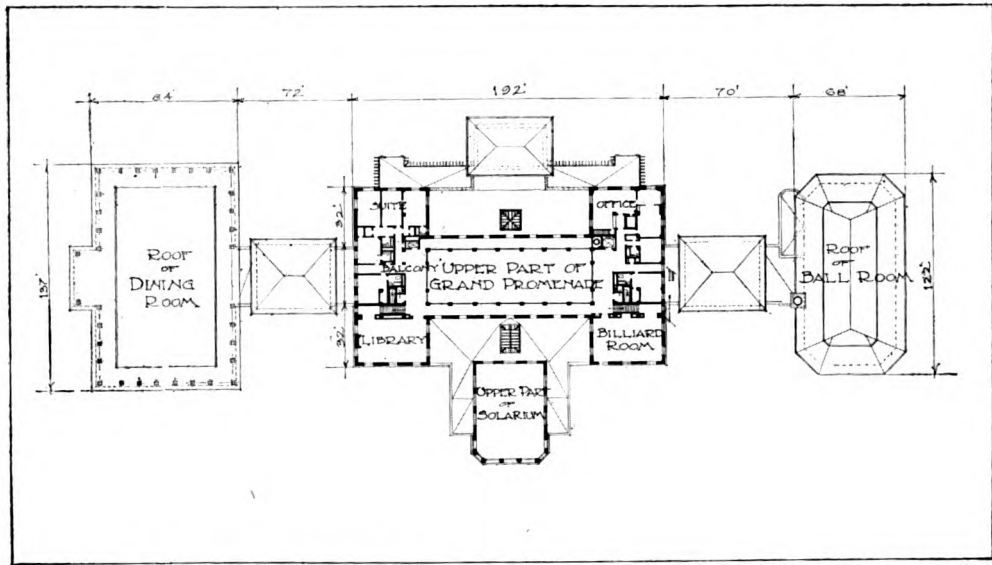 84'
72'
192'
70'
68'
SUITE
OFFICE
32'
137'
ROOF
OF
DINING
ROOM
BALCONY
UPPER PART OF
GRAND PROMENADE
ROOF
OF
BALL ROOM
122'
32'
LIBRARY
BILLIARD
ROOM
UPPER PART
OF
SOLARIUM